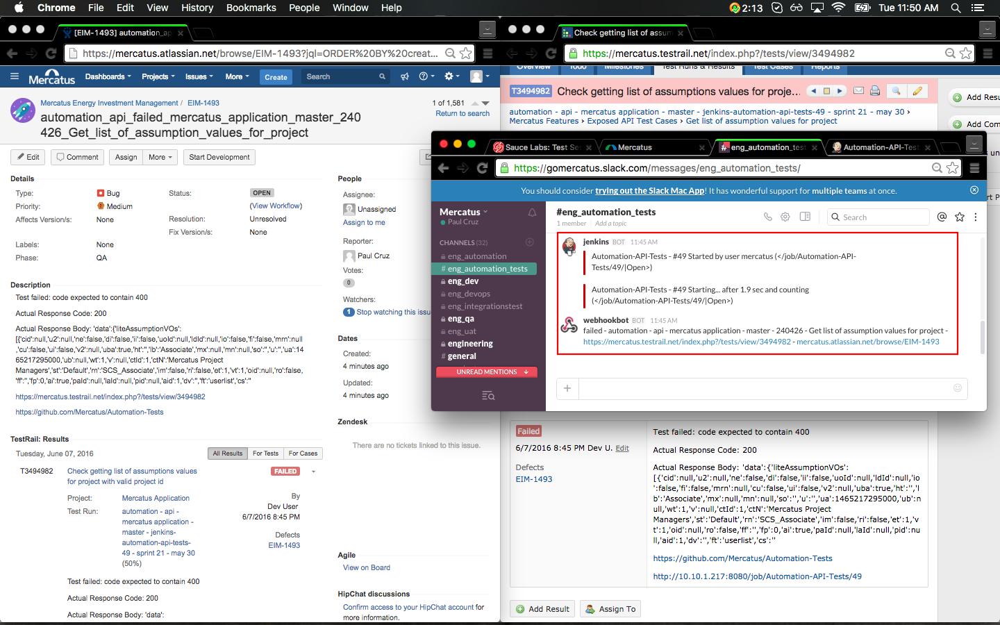 Chrome File Edit View History Bookmarks People Window Help
2:13 Tue 11:50 AM
[EIM-1493] automation_ap
https://mercatus.atlassian.net/browse/EIM-1493?jql=ORDER%20BY%20creat...
Mercatus Dashboards Projects Issues More Create Search
Mercatus Energy Investment Management / EIM-1493
1 of 1,581
Return to search
automation_api_failed_mercatus_application_master_240
426_Get_list_of_assumption_values_for_project
Edit Comment Assign More Start Development
Details
Type: Bug
Status: OPEN
Priority: Medium
(View Workflow)
Affects Version/s: None
Resolution: Unresolved
Fix Version/s: None
Labels: None
Phase: QA
People
Assignee:
Unassigned
Assign to me
Reporter:
Paul Cruz
Votes:
0
Watchers:
1 Stop watching this issu
Description
Test failed: code expected to contain 400
Actual Response Code: 200
Actual Response Body: 'data':{'liteAssumptionVOs':
[{'cid':null,'u2':null,'ne':false,'di':false,'ii':false,'uoId':null,'ldId':null,'io':false,'fi':false,'mrn':null
,'cu':false,'ui':false,'v2':null,'uba':true,'ht':'','lb':'Associate','mx':null,'mn':null,'so':'','u':'','ua':14
65217295000,'ub':null,'wt':1,'v':null,'ctId':1,'ctN':'Mercatus Project
Managers','st':'Default','rn':'SCS_Associate','im':false,'ri':false,'et':1,'vt':1,'oid':null,'ro':false,
'ff':'','fp':0,'ai':true,'paId':null,'laId':null,'pid':null,'aid':1,'dv':'','ft':'userlist','cs':''
https://mercatus.testrail.net/index.php?/tests/view/3494982
https://github.com/Mercatus/Automation-Tests
Dates
Created:
4 minutes ago
Updated:
4 minutes ago
Zendesk
There are no tickets linked to this issue.
TestRail: Results
Tuesday, June 07, 2016
All Results For Tests For Cases
T3494982 Check getting list of assumptions values
for project with valid project id
FAILED
Project: Mercatus Application
Test Run: automation - api -
mercatus application -
master - jenkins-
automation-api-tests-
49 - sprint 21 - may 30
(50%)
By
Dev User
6/7/2016 8:45 PM
Defects
EIM-1493
Test failed: code expected to contain 400
Actual Response Code: 200
Actual Response Body: 'data':
Agile
View on Board
HipChat discussions
Confirm access to your HipChat account for
more information.
Check getting list of assum
https://mercatus.testrail.net/index.php?/tests/view/3494982
Overview Todo Milestones Test Runs & Results Test Cases Reports
T3494982 Check getting list of assumptions values for proje...
automation - api - mercatus application - master - jenkins-automation-api-tests-49 - sprint 21 - may 30 ›
Mercatus Features › Exposed API Test Cases › Get list of assumption values for project
Add Resu
Add Com
Sauce Labs: Test Se
Mercatus
eng_automation_test
Automation-API-Test
https://gomercatus.slack.com/messages/eng_automation_tests/
You should consider trying out the Slack Mac App! It has wonderful support for multiple teams at once.
Mercatus
Paul Cruz
CHANNELS (32)
eng_automation
# eng_automation_tests
eng_dev
eng_devops
eng_integrationstest
eng_qa
eng_uat
engineering
# general
UNREAD MENTIONS
#eng_automation_tests
1 member Add a topic
Search
jenkins BOT 11:45 AM
Automation-API-Tests - #49 Started by user mercatus (</job/Automation-API-
Tests/49/|Open>)
Automation-API-Tests - #49 Starting... after 1.9 sec and counting
(</job/Automation-API-Tests/49/|Open>)
webhookbot BOT 11:45 AM
failed - automation - api - mercatus application - master - 240426 - Get list of assumption values for project -
https://mercatus.testrail.net/index.php?/tests/view/3494982 - mercatus.atlassian.net/browse/EIM-1493
Failed
6/7/2016 8:45 PM Dev U. Edit
Defects
EIM-1493
Test failed: code expected to contain 400
Actual Response Code: 200
Actual Response Body: 'data':{'liteAssumptionVOs':
[{'cid':null,'u2':null,'ne':false,'di':false,'ii':false,'uoId':null,'ldId':null,'io
':false,'fi':false,'mrn':null,'cu':false,'ui':false,'v2':null,'uba':true,'ht':'','l
b':'Associate','mx':null,'mn':null,'so':'','u':'','ua':1465217295000,'ub':n
ull,'wt':1,'v':null,'ctId':1,'ctN':'Mercatus Project
Managers','st':'Default','rn':'SCS_Associate','im':false,'ri':false,'et':1,'v
t':1,'oid':null,'ro':false,'ff':'','fp':0,'ai':true,'paId':null,'laId':null,'pid':nu
ll,'aid':1,'dv':'','ft':'userlist','cs':''
https://github.com/Mercatus/Automation-Tests
http://10.10.1.217:8080/job/Automation-API-Tests/49
Add Result Assign To